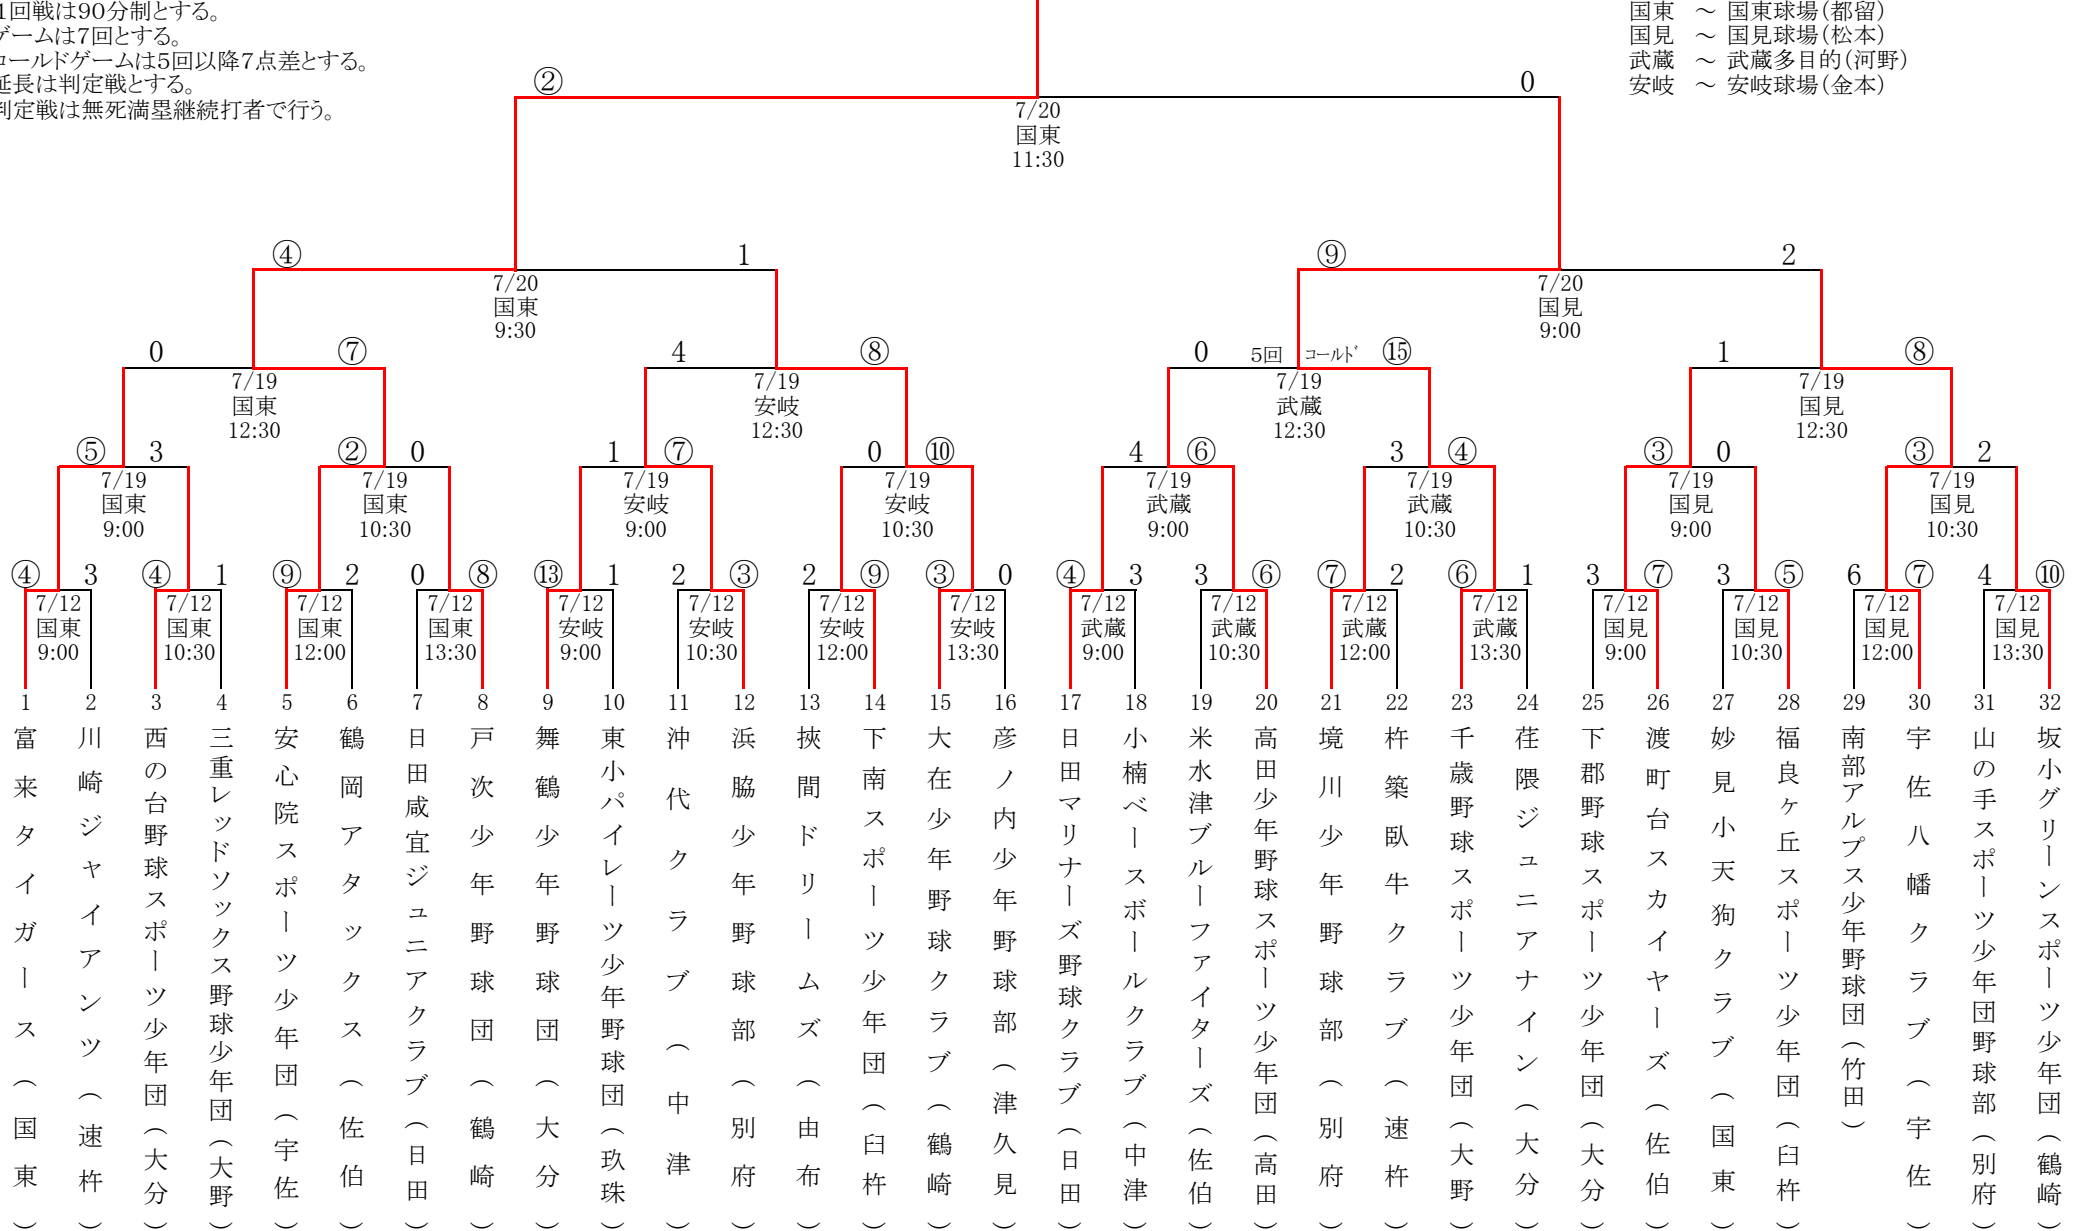 1回戦は90分制とする。
ゲームは7回とする。
コールドゲームは5回以降7点差とする。
延長は判定戦とする。
判定戦は無死満塁継続打者で行う。
国東 ～ 国東球場(都留)
国見 ～ 国見球場(松本)
武蔵 ～ 武蔵多目的(河野)
安岐 ～ 安岐球場(金本)
② 0
7/20
国東
11:30
④ 1
7/20
国東
9:30
⑨ 2
7/20
国見
9:00
0 ⑦
7/19
国東
12:30
4 ⑧
7/19
安岐
12:30
0 5回 コールド ⑮
7/19
武蔵
12:30
1 ⑧
7/19
国見
12:30
⑤ 3
7/19
国東
9:00
② 0
7/19
国東
10:30
1 ⑦
7/19
安岐
9:00
0 ⑩
7/19
安岐
10:30
4 ⑥
7/19
武蔵
9:00
3 ④
7/19
武蔵
10:30
③ 0
7/19
国見
9:00
③ 2
7/19
国見
10:30
④ 3
7/12
国東
9:00
④ 1
7/12
国東
10:30
⑨ 2
7/12
国東
12:00
0 ⑧
7/12
国東
13:30
⑬ 1
7/12
安岐
9:00
2 ③
7/12
安岐
10:30
2 ⑨
7/12
安岐
12:00
③ 0
7/12
安岐
13:30
④ 3
7/12
武蔵
9:00
3 ⑥
7/12
武蔵
10:30
⑦ 2
7/12
武蔵
12:00
⑥ 1
7/12
武蔵
13:30
3 ⑦
7/12
国見
9:00
3 ⑤
7/12
国見
10:30
6 ⑦
7/12
国見
12:00
4 ⑩
7/12
国見
13:30
1 富来タイガース(国東)
2 川崎ジャイアンツ(速杵)
3 西の台野球スポーツ少年団(大分)
4 三重レッドソックス野球少年団(大野)
5 安心院スポーツ少年団(宇佐)
6 鶴岡アタックス(佐伯)
7 日田咸宜ジュニアクラブ(日田)
8 戸次少年野球団(鶴崎)
9 舞鶴少年野球団(大分)
10 東小パイレーツ少年野球団(玖珠)
11 沖代クラブ(中津)
12 浜脇少年野球部(別府)
13 挾間ドリームズ(由布)
14 下南スポーツ少年団(臼杵)
15 大在少年野球クラブ(鶴崎)
16 彦ノ内少年野球部(津久見)
17 日田マリナーズ野球クラブ(日田)
18 小楠ベースボールクラブ(中津)
19 米水津ブルーファイターズ(佐伯)
20 高田少年野球スポーツ少年団(高田)
21 境川少年野球部(別府)
22 杵築臥牛クラブ(速杵)
23 千歳野球スポーツ少年団(大野)
24 荏隈ジュニアナイン(大分)
25 下郡野球スポーツ少年団(大分)
26 渡町台スカイヤーズ(佐伯)
27 妙見小天狗クラブ(国東)
28 福良ヶ丘スポーツ少年団(臼杵)
29 南部アルプス少年野球団(竹田)
30 宇佐八幡クラブ(宇佐)
31 山の手スポーツ少年団野球部(別府)
32 坂小グリーンスポーツ少年団(鶴崎)